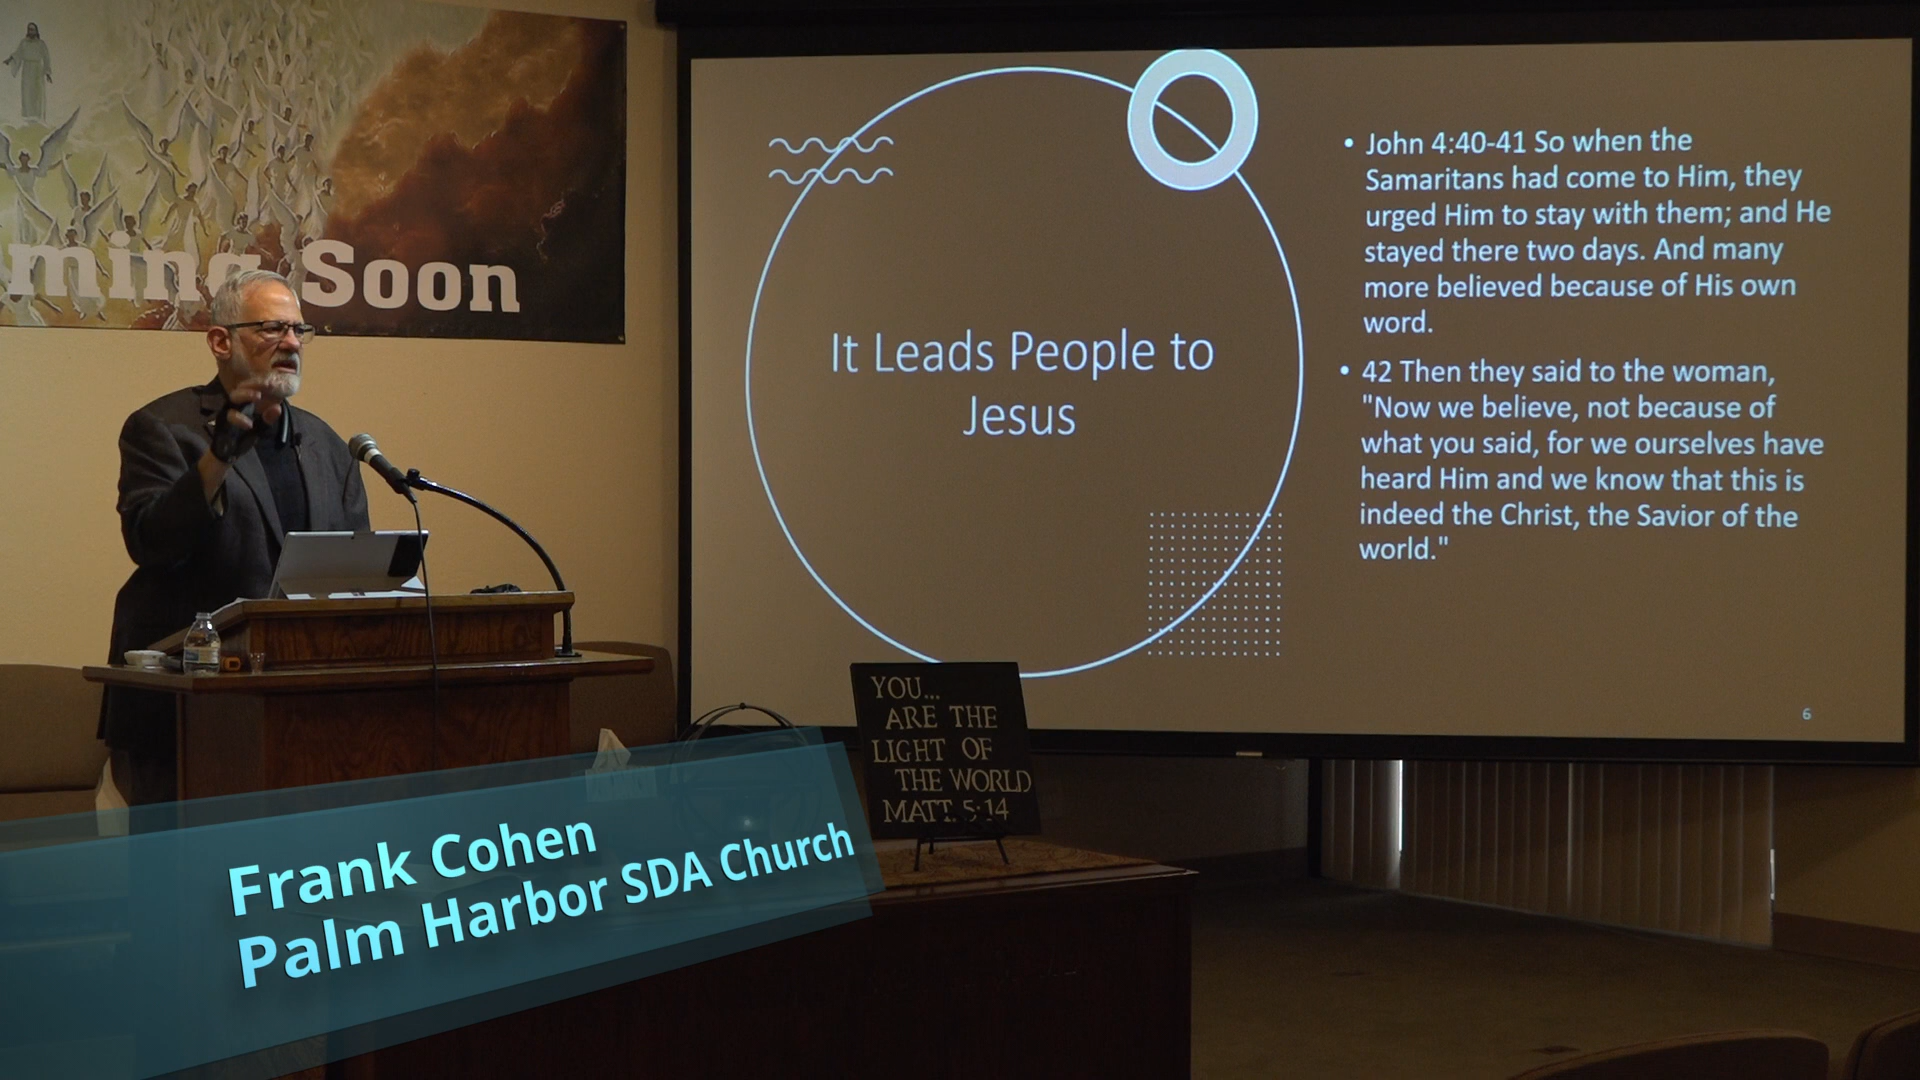 ming Soon
It Leads People to
Jesus
• John 4:40-41 So when the
Samaritans had come to Him, they
urged Him to stay with them; and He
stayed there two days. And many
more believed because of His own
word.
• 42 Then they said to the woman,
"Now we believe, not because of
what you said, for we ourselves have
heard Him and we know that this is
indeed the Christ, the Savior of the
world."
6
YOU...
ARE THE
LIGHT OF
THE WORLD
MATT. 5:14
Frank Cohen
Palm Harbor SDA Church